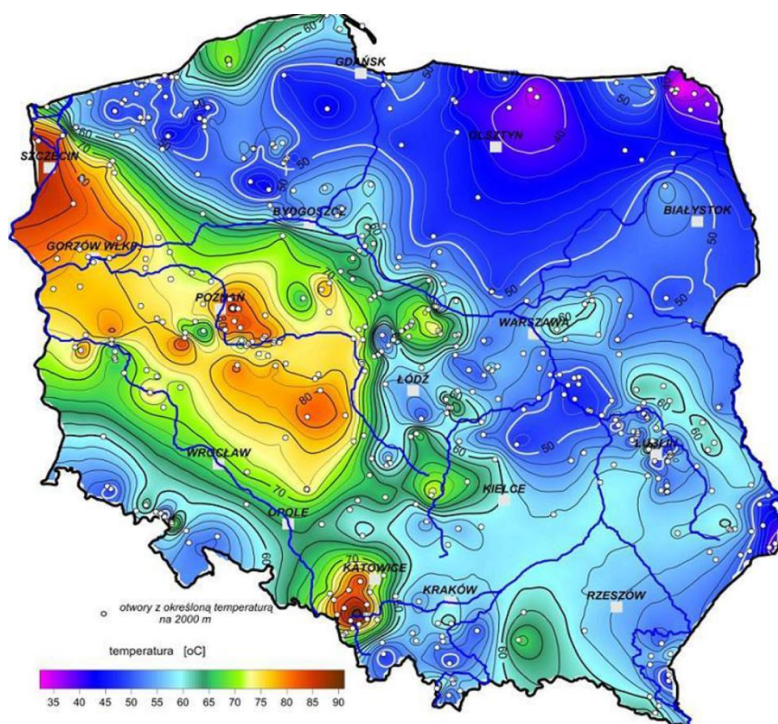 GDAŃSK
OLSZTYN
SZCZECIN
BYDGOSZCZ
BIAŁYSTOK
GORZÓW WLKP
POZNAŃ
WARSZAWA
ŁÓDŹ
LUBLIN
WROCŁAW
KIELCE
OPOLE
KATOWICE
KRAKÓW
RZESZÓW
otwory z określoną temperaturą
na 2000 m
temperatura [oC]
35 40 45 50 55 60 65 70 75 80 85 90